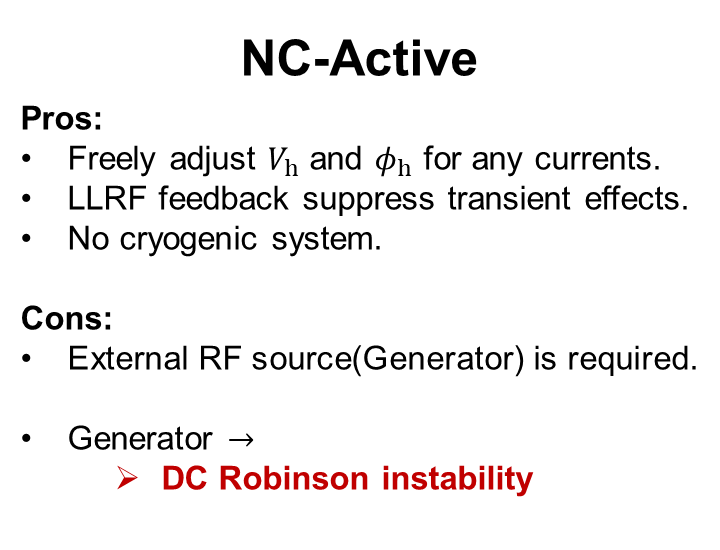 NC-Active
Pros:
• Freely adjust 𝑉h and 𝜙h for any currents.
• LLRF feedback suppress transient effects.
• No cryogenic system.
Cons:
• External RF source(Generator) is required.
• Generator →
➢ DC Robinson instability